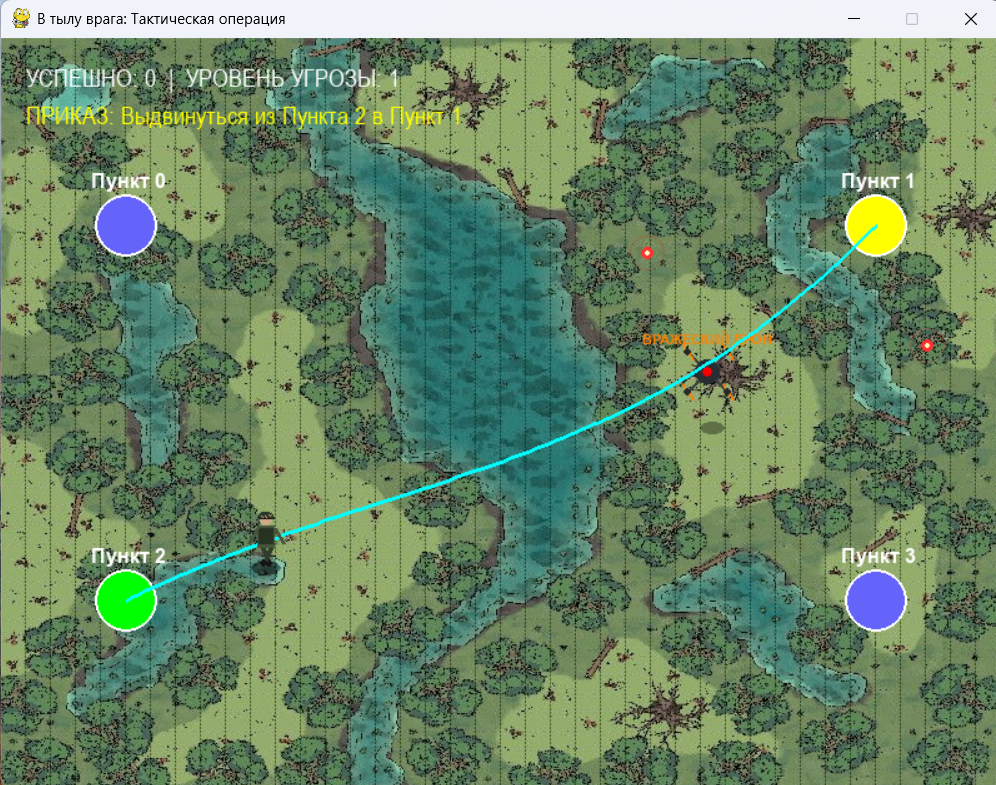 В тылу врага: Тактическая операция
УСПЕШНО: 0 | УРОВЕНЬ УГРОЗЫ: 1
ПРИКАЗ: Выдвинуться из Пункта 2 в Пункт 1
Пункт 0
Пункт 1
Пункт 2
Пункт 3